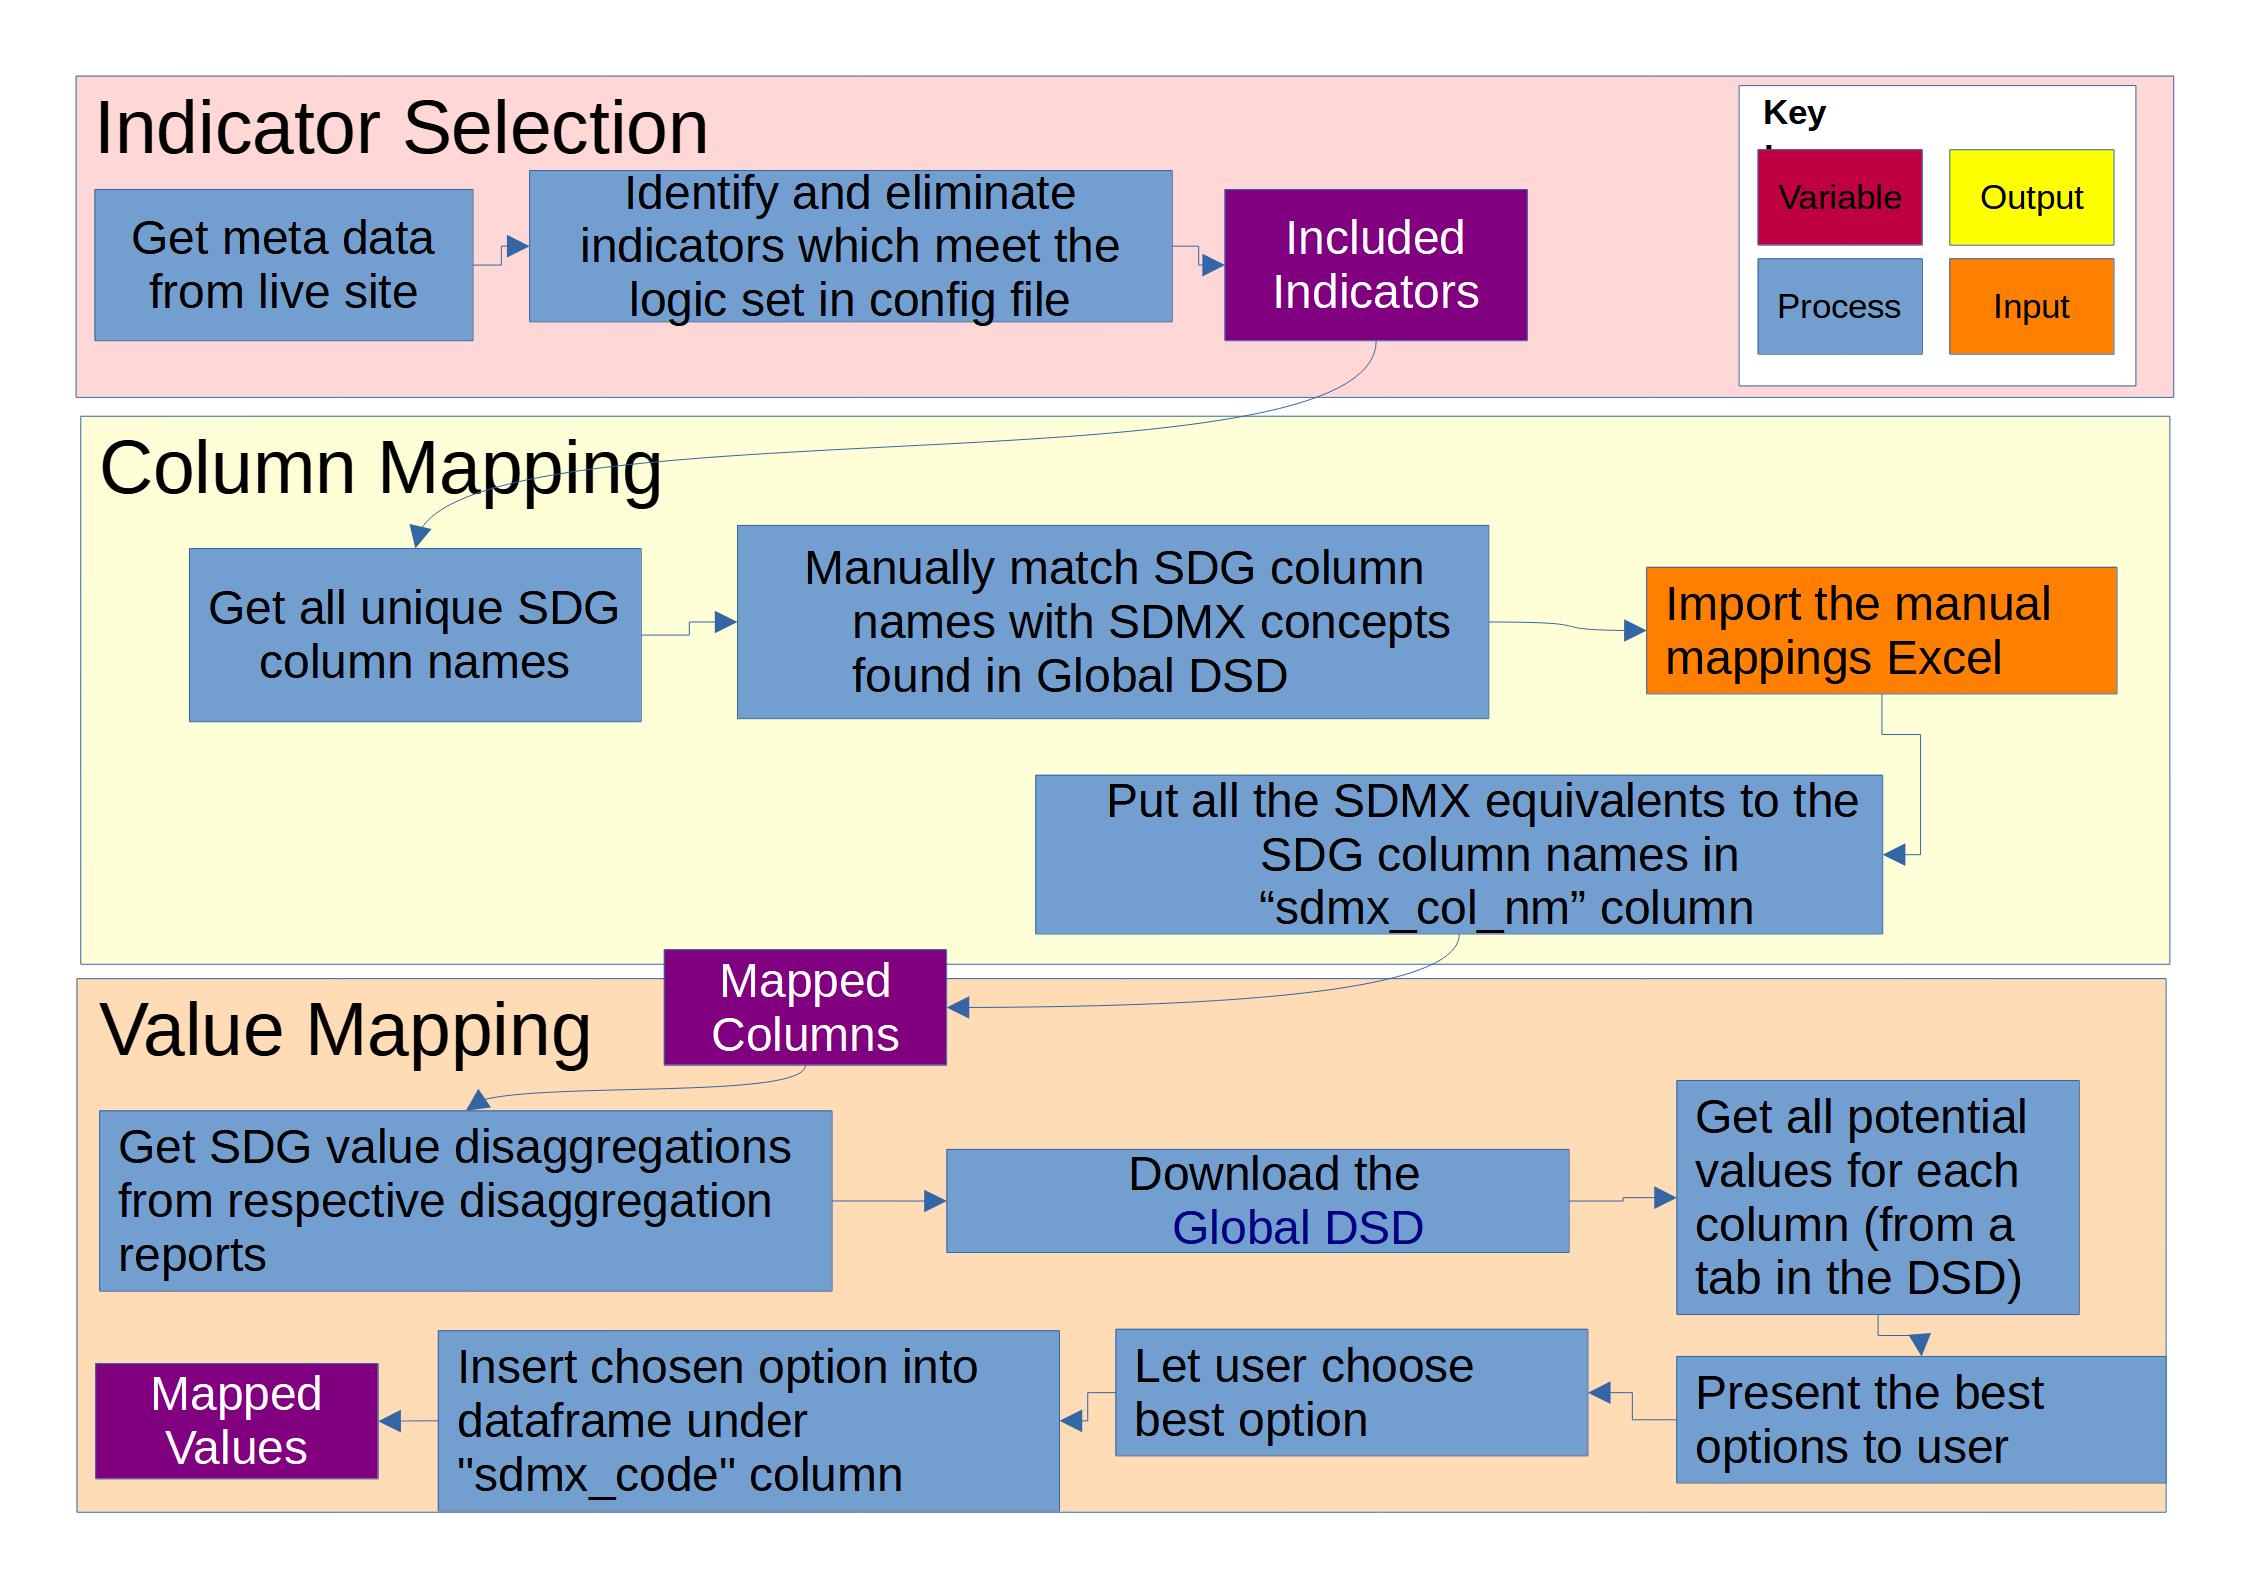 Indicator Selection
Key
Variable
Output
Process
Input
Get meta data
from live site
Identify and eliminate
indicators which meet the
logic set in config file
Included
Indicators
Column Mapping
Get all unique SDG
column names
Manually match SDG column
names with SDMX concepts
found in Global DSD
Import the manual
mappings Excel
Put all the SDMX equivalents to the
SDG column names in
“sdmx_col_nm” column
Mapped
Columns
Value Mapping
Get SDG value disaggregations
from respective disaggregation
reports
Download the
Global DSD
Get all potential
values for each
column (from a
tab in the DSD)
Present the best
options to user
Let user choose
best option
Insert chosen option into
dataframe under
"sdmx_code" column
Mapped
Values